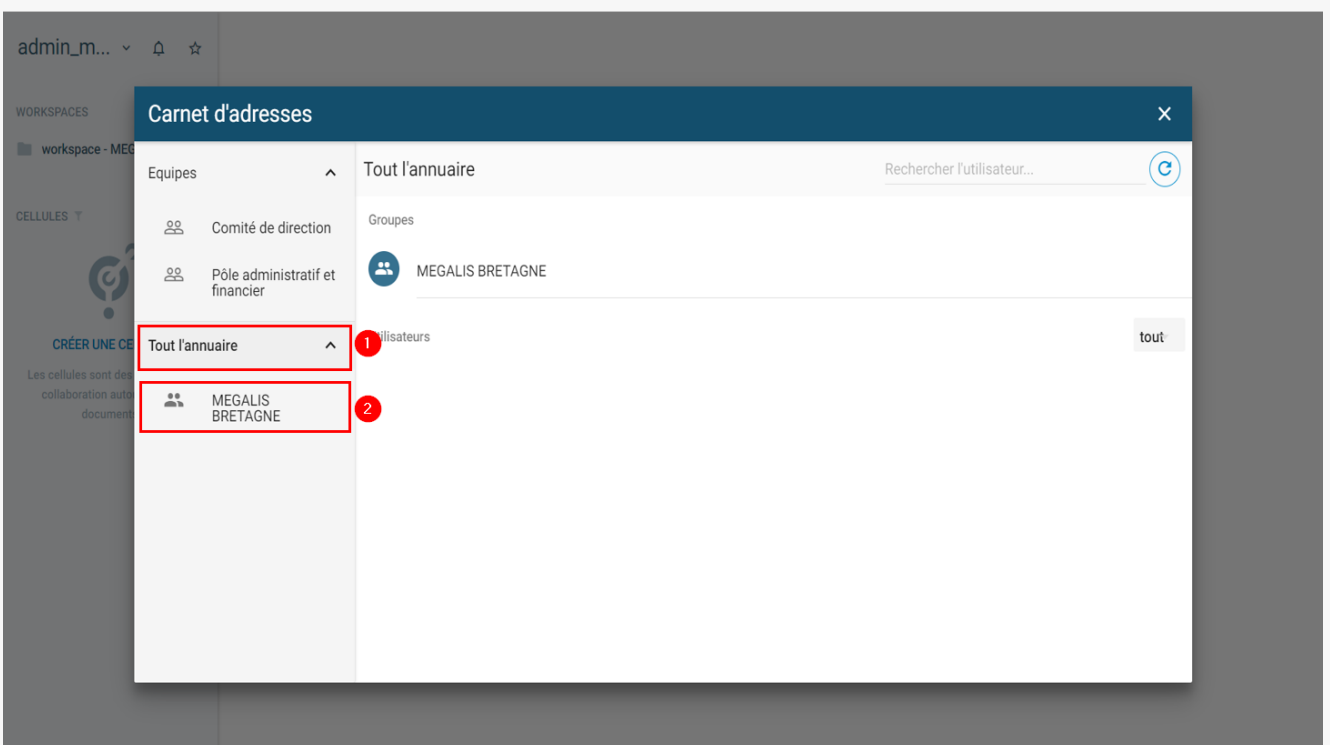 admin_m...
WORKSPACES
workspace - MEG
CELLULES
CRÉER UNE CE
Les cellules sont des
collaboration auto
document
Carnet d'adresses
Equipes
Comité de direction
Pôle administratif et
financier
Tout l'annuaire
1
MEGALIS
BRETAGNE
2
Tout l'annuaire
Rechercher l'utilisateur...
Groupes
MEGALIS BRETAGNE
tilisateurs
tout